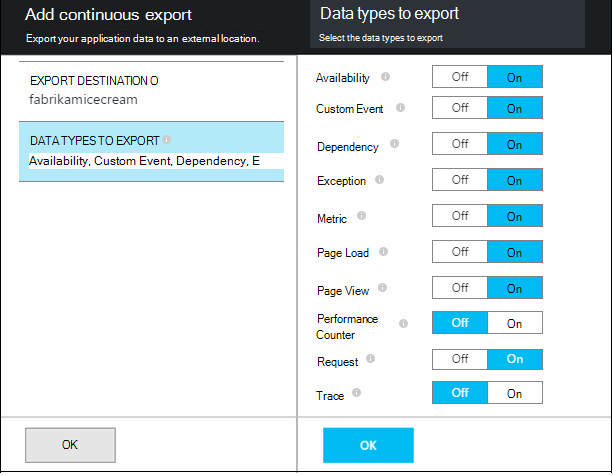 Add continuous export
Export your application data to an external location.
EXPORT DESTINATION O
fabrikamicecream
DATA TYPES TO EXPORT
Availability, Custom Event, Dependency, E
OK
Data types to export
Select the data types to export
Availability Off On
Custom Event Off On
Dependency Off On
Exception Off On
Metric Off On
Page Load Off On
Page View Off On
Performance
Counter Off On
Request Off On
Trace Off On
OK